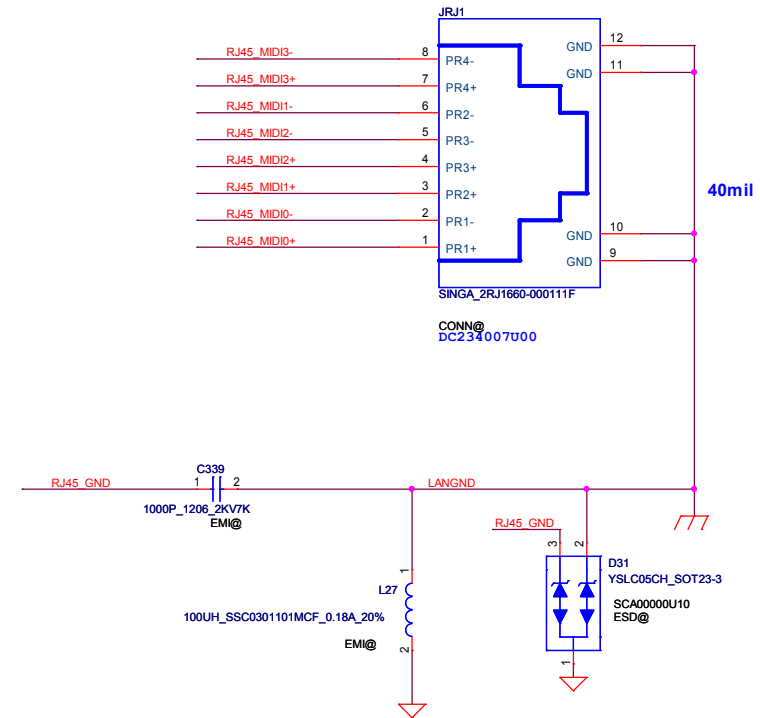 JRJ1
RJ45_MIDI3- 8 PR4- GND 12
RJ45_MIDI3+ 7 PR4+ GND 11
RJ45_MIDI1- 6 PR2-
RJ45_MIDI2- 5 PR3-
RJ45_MIDI2+ 4 PR3+
RJ45_MIDI1+ 3 PR2+
40mil
RJ45_MIDI0- 2 PR1- GND 10
RJ45_MIDI0+ 1 PR1+ GND 9
SINGA_2RJ1660-000111F
CONN@
DC234007U00
C339
RJ45_GND 1 2 LANGND
1000P_1206_2KV7K
EMI@
RJ45_GND
3 2
D31
YSLC05CH_SOT23-3
SCA00000U10
ESD@
1
1
L27
100UH_SSC0301101MCF_0.18A_20%
EMI@
2